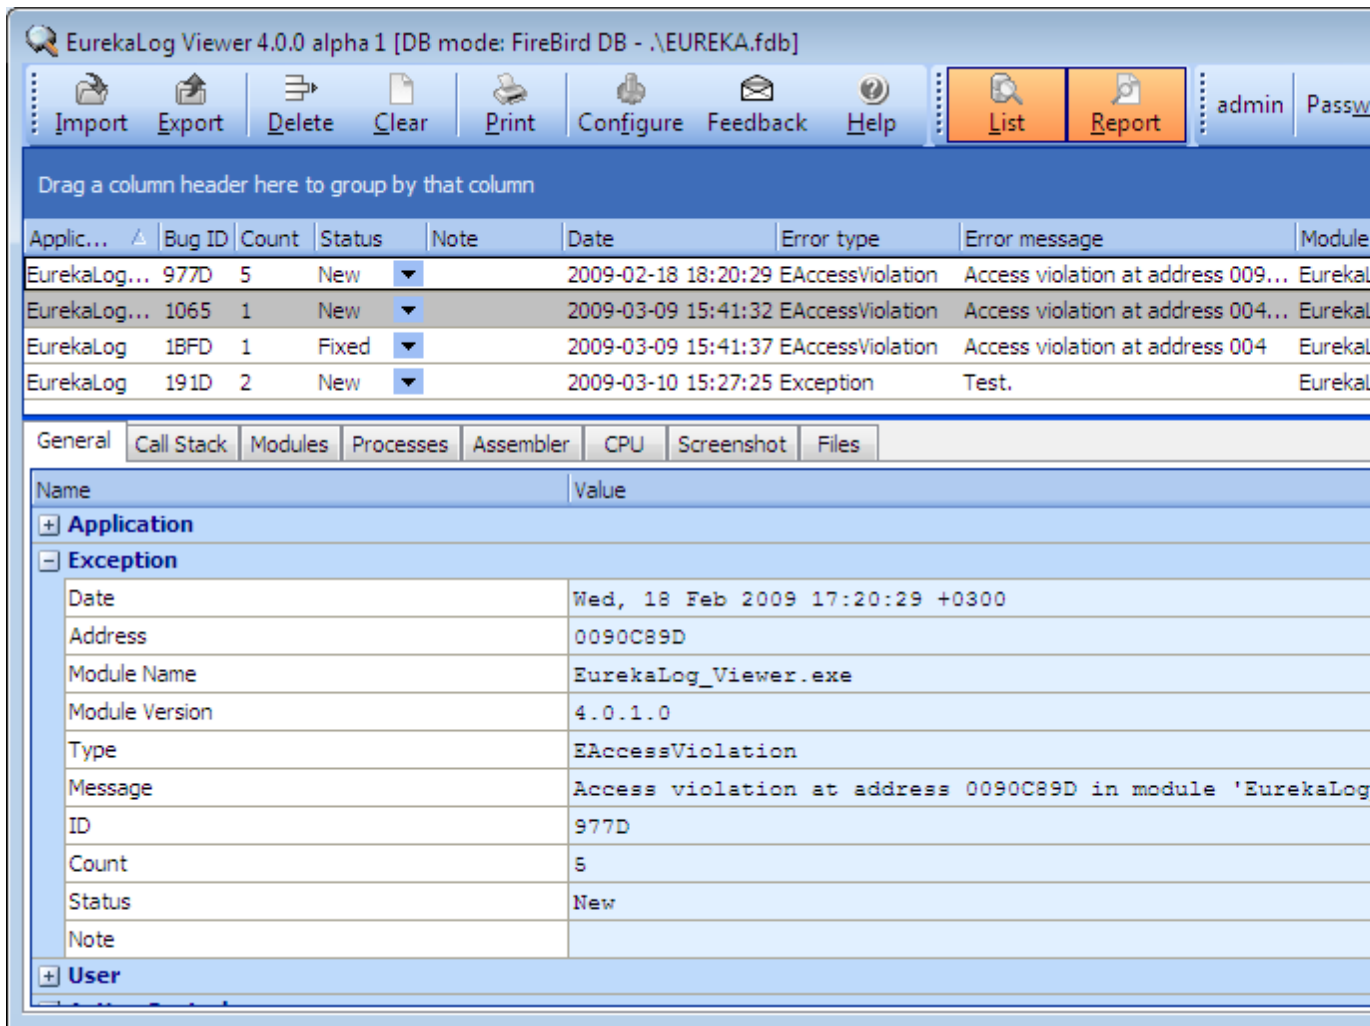 EurekaLog Viewer 4.0.0 alpha 1 [DB mode: FireBird DB - .\EUREKA.fdb]
Import Export Delete Clear Print Configure Feedback Help List Report admin Passw
Drag a column header here to group by that column
Applic... Bug ID Count Status Note Date Error type Error message Module
EurekaLog... 977D 5 New 2009-02-18 18:20:29 EAccessViolation Access violation at address 009... EurekaL
EurekaLog... 1065 1 New 2009-03-09 15:41:32 EAccessViolation Access violation at address 004... EurekaL
EurekaLog 1BFD 1 Fixed 2009-03-09 15:41:37 EAccessViolation Access violation at address 004 EurekaL
EurekaLog 191D 2 New 2009-03-10 15:27:25 Exception Test. EurekaL
General Call Stack Modules Processes Assembler CPU Screenshot Files
Name Value
Application
Exception
Date Wed, 18 Feb 2009 17:20:29 +0300
Address 0090C89D
Module Name EurekaLog_Viewer.exe
Module Version 4.0.1.0
Type EAccessViolation
Message Access violation at address 0090C89D in module 'EurekaLog
ID 977D
Count 5
Status New
Note
User